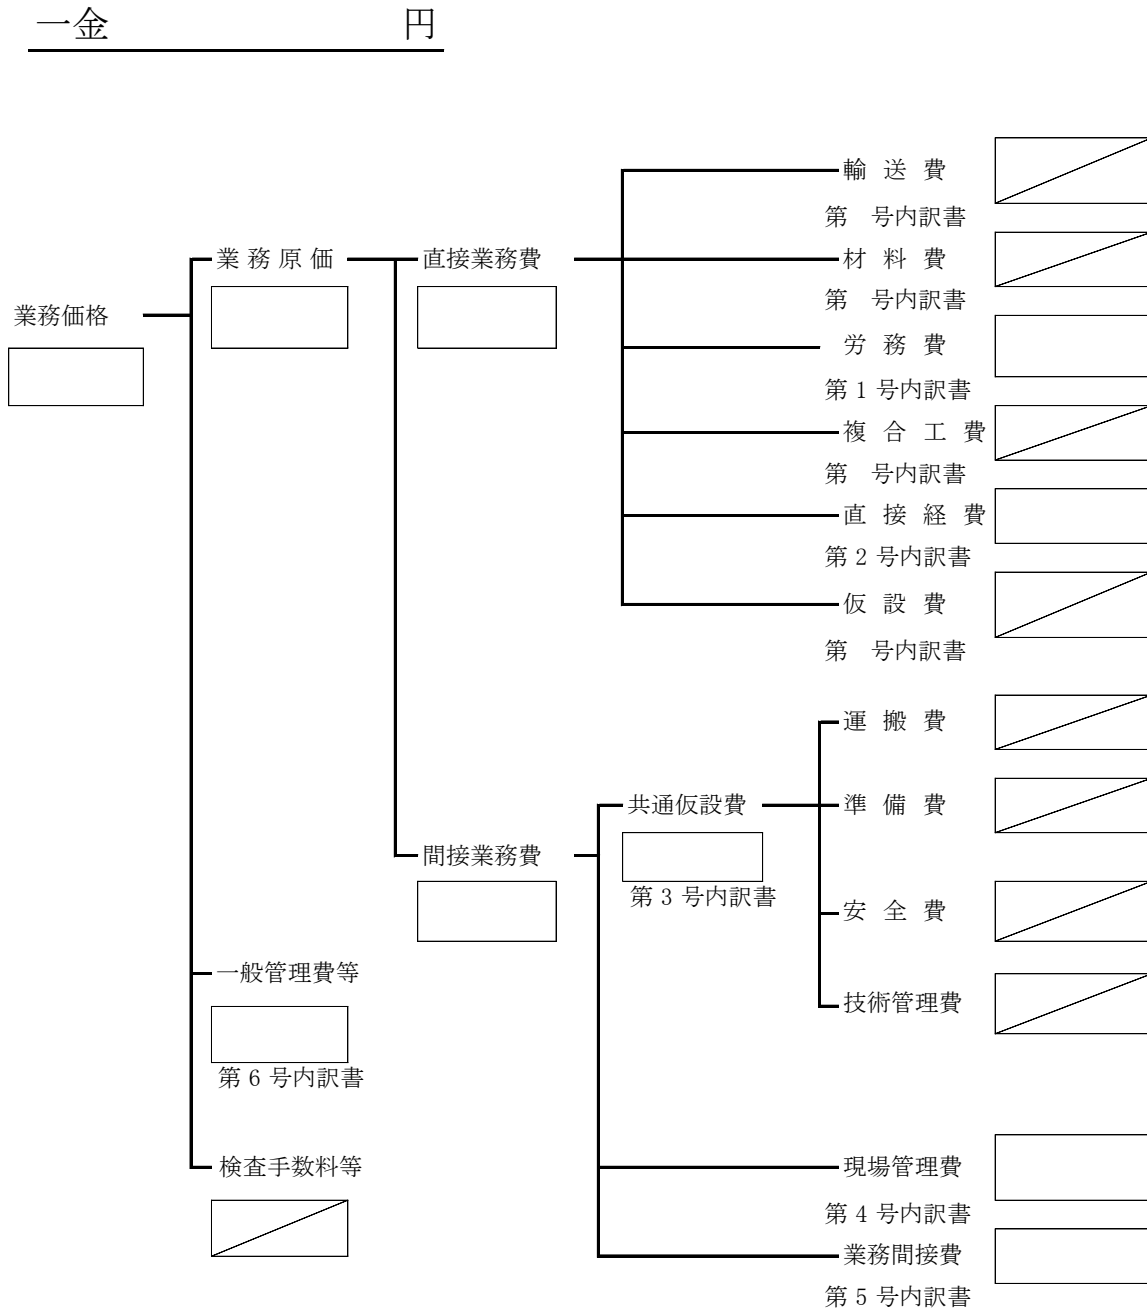 一金 円
輸 送 費
第 号内訳書
業 務 原 価 直接業務費 材 料 費
第 号内訳書
業務価格
労 務 費
第 1 号内訳書
複 合 工 費
第 号内訳書
直 接 経 費
第 2 号内訳書
仮 設 費
第 号内訳書
運 搬 費
共通仮設費 準 備 費
間接業務費
第 3 号内訳書
安 全 費
一般管理費等
技術管理費
第 6 号内訳書
検査手数料等 現場管理費
第 4 号内訳書
業務間接費
第 5 号内訳書